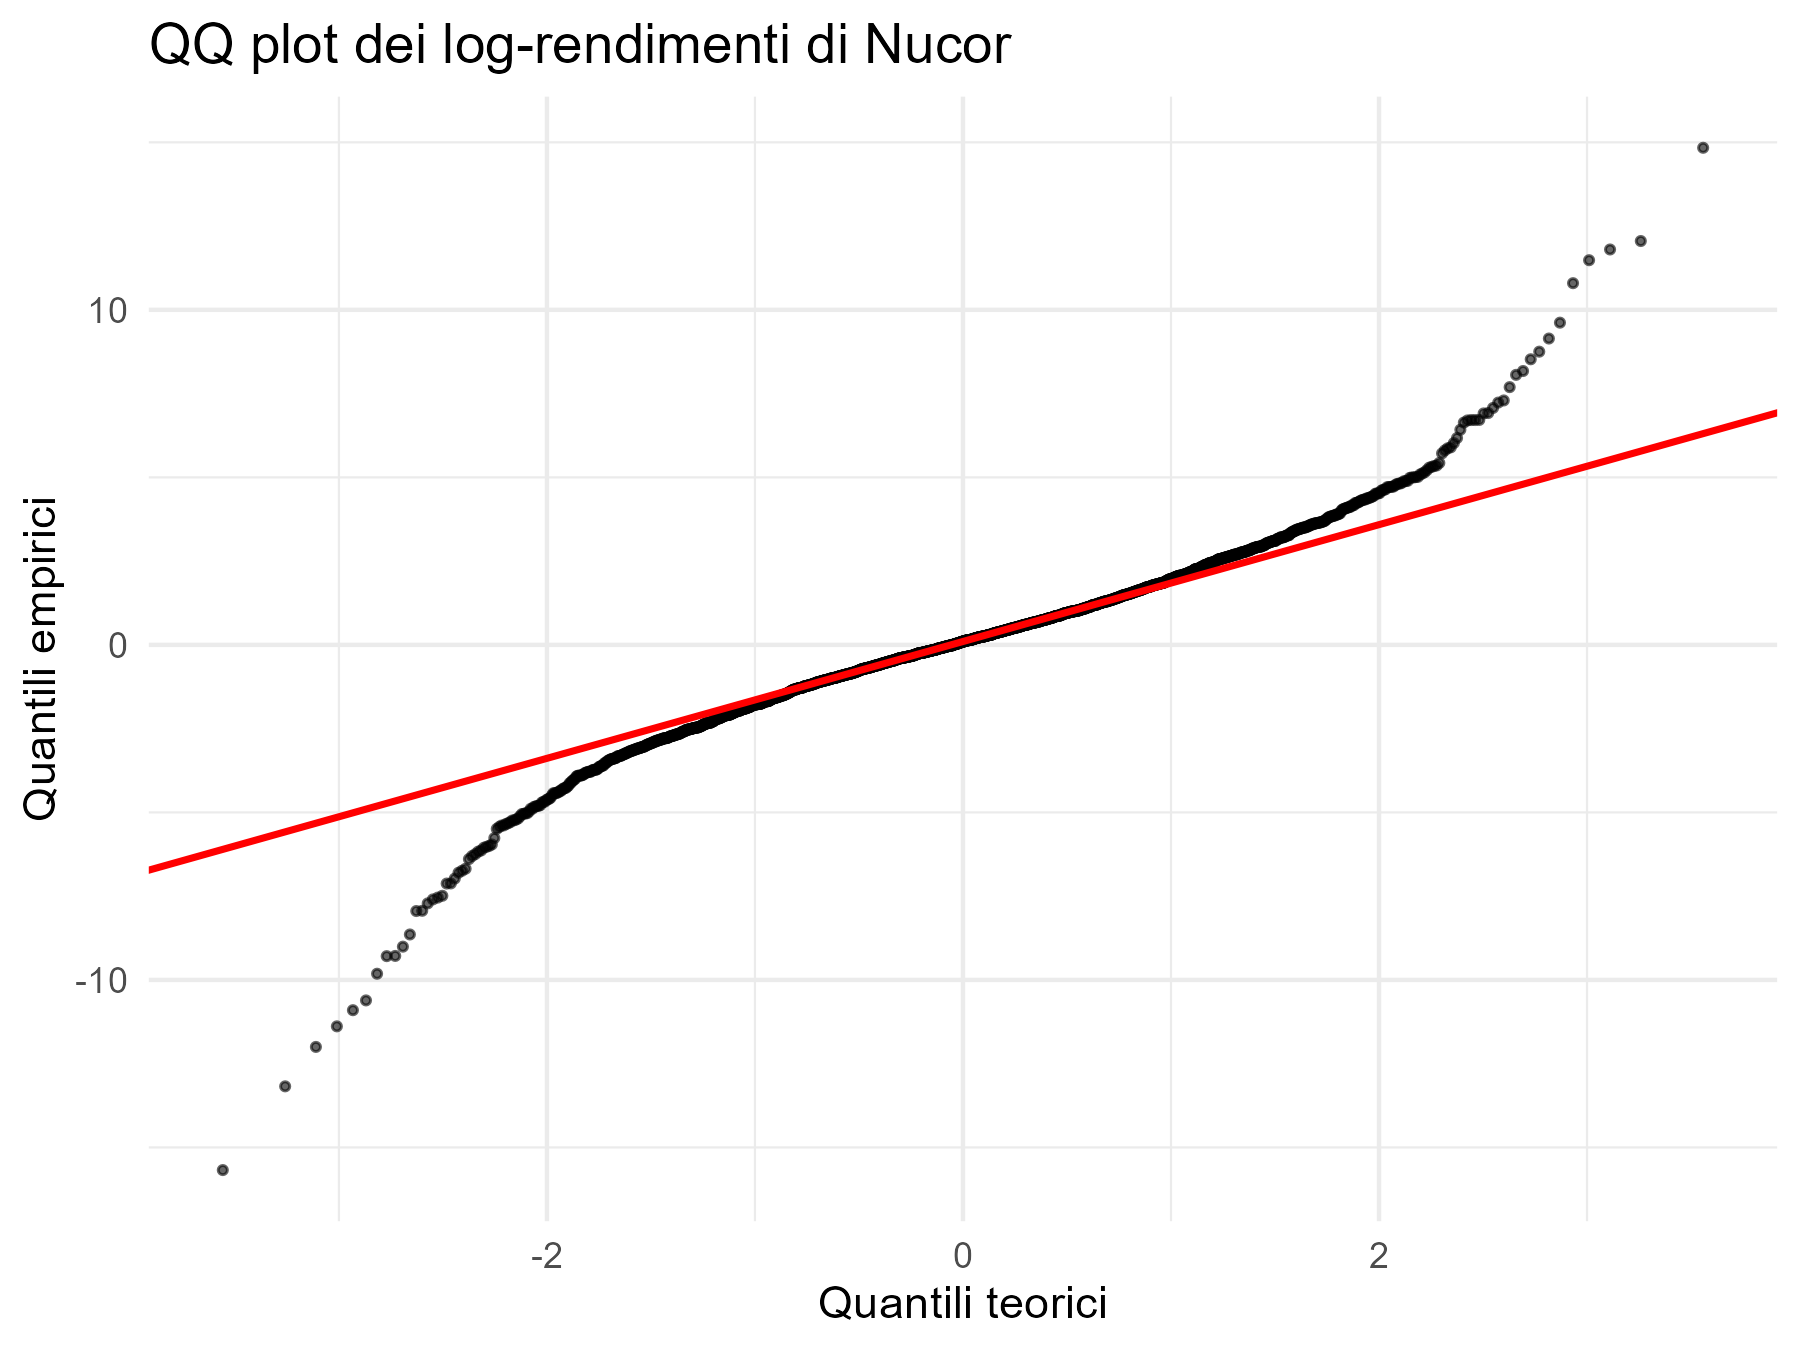 QQ plot dei log-rendimenti di Nucor
Quantili empirici
10
0
-10
-2
0
2
Quantili teorici